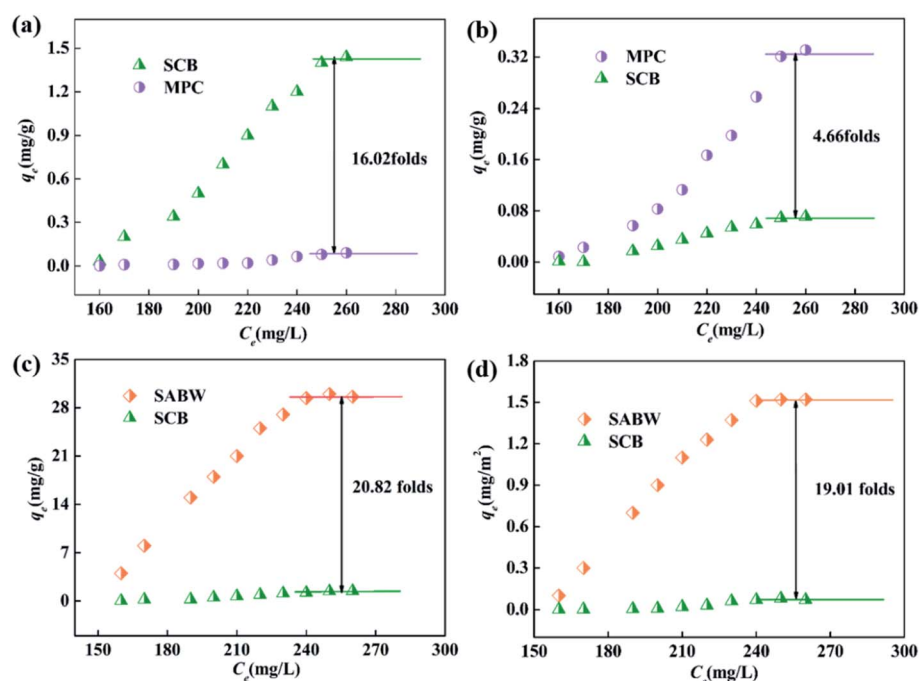 (a)
SCB
MPC
16.02folds
qe(mg/g)
1.5
1.2
0.9
0.6
0.3
0.0
160 180 200 220 240 260 280 300
Ce(mg/L)
(b)
MPC
SCB
4.66folds
qe(mg/g)
0.32
0.24
0.16
0.08
0.00
160 180 200 220 240 260 280 300
Ce(mg/L)
(c)
SABW
SCB
20.82 folds
qe(mg/g)
35
28
21
14
7
0
150 180 210 240 270 300
Ce(mg/L)
(d)
SABW
SCB
19.01 folds
qe(mg/m²)
1.8
1.5
1.2
0.9
0.6
0.3
0.0
150 180 210 240 270 300
Ce(mg/L)